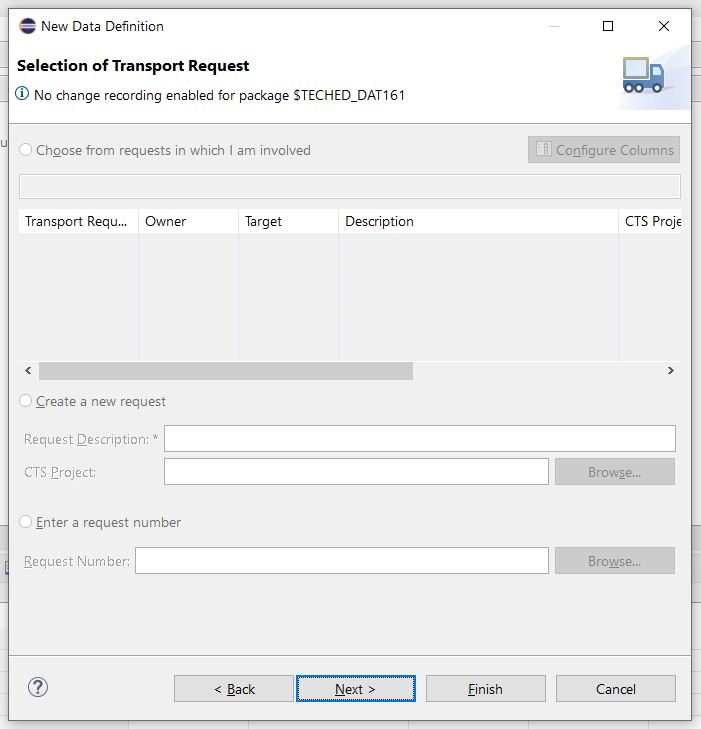 New Data Definition
Selection of Transport Request
No change recording enabled for package $TECHED_DAT161
Choose from requests in which I am involved
Configure Columns
Transport Requ... Owner Target Description CTS Proje
Create a new request
Request Description: *
CTS Project: Browse...
Enter a request number
Request Number: Browse...
< Back Next > Finish Cancel